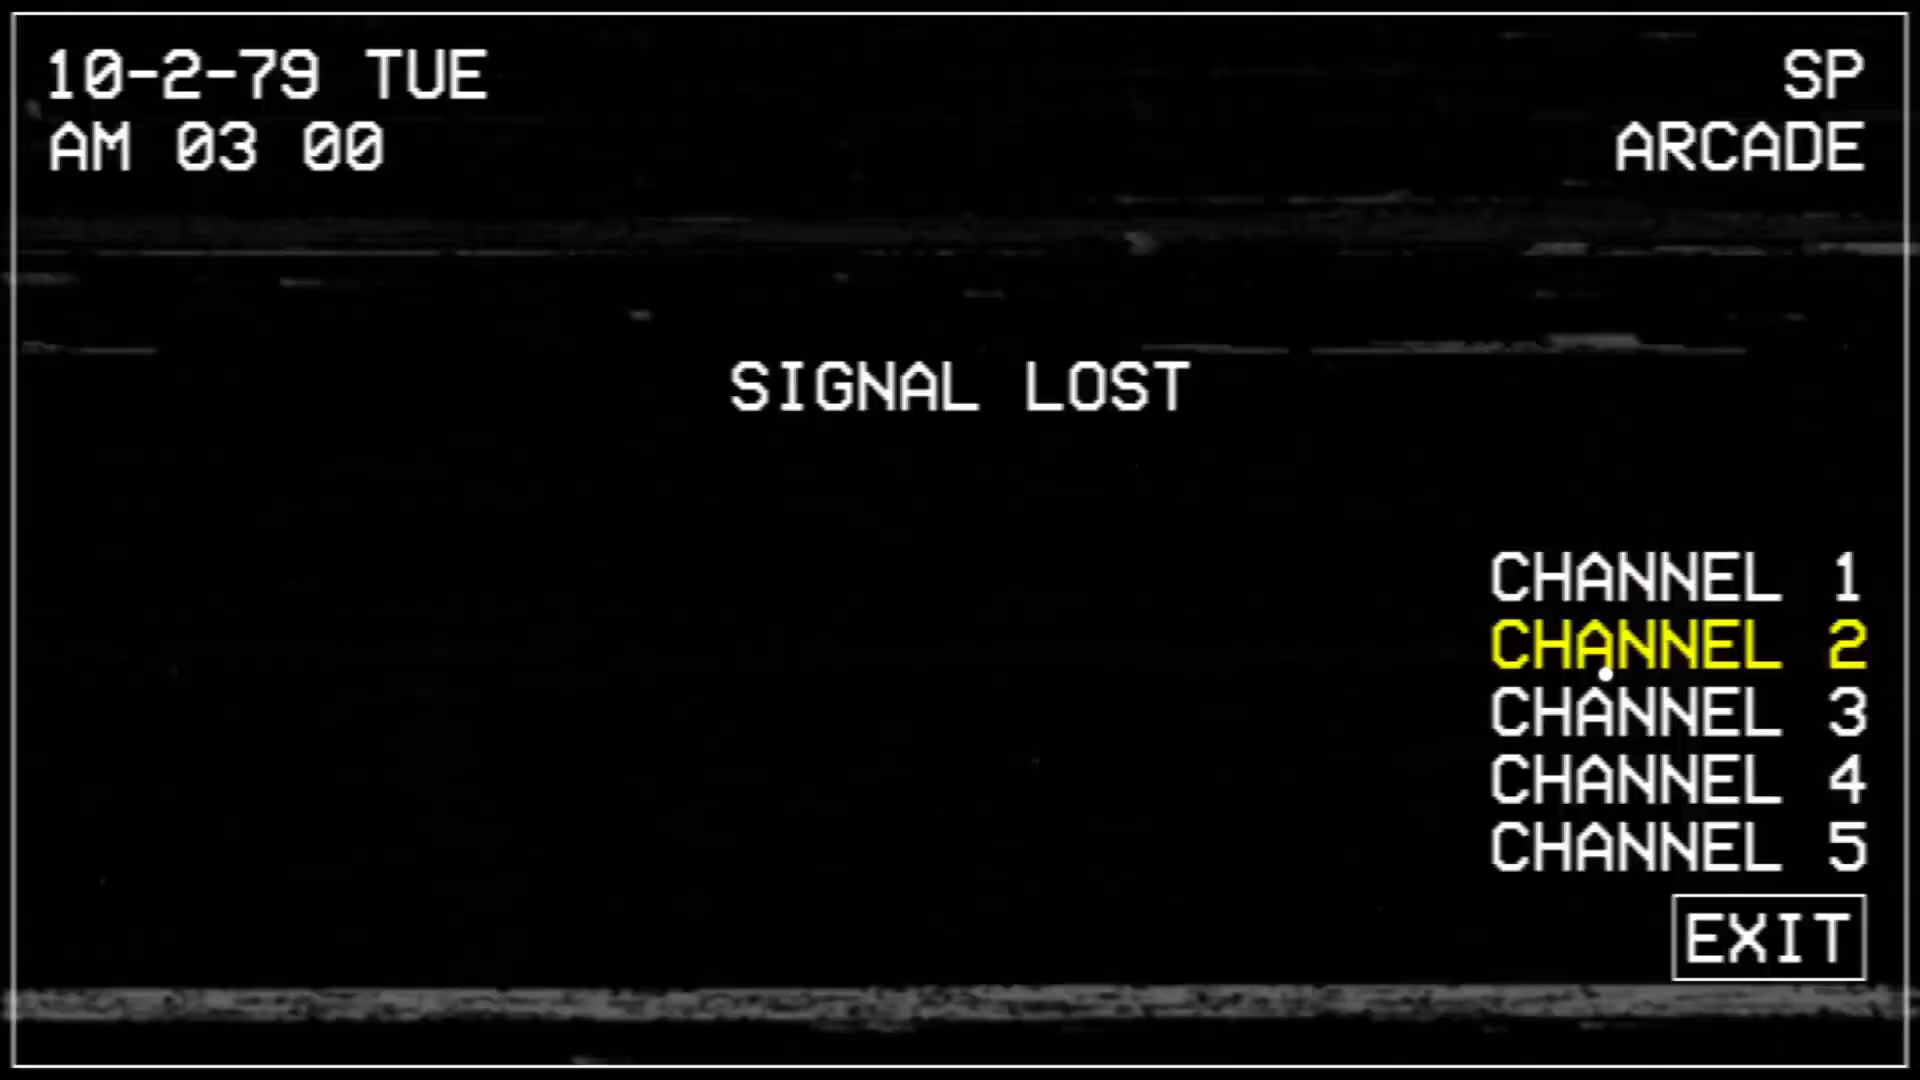 10-2-79 TUE
AM 03 00
SP
ARCADE
SIGNAL LOST
CHANNEL 1
CHANNEL 2
CHANNEL 3
CHANNEL 4
CHANNEL 5
EXIT